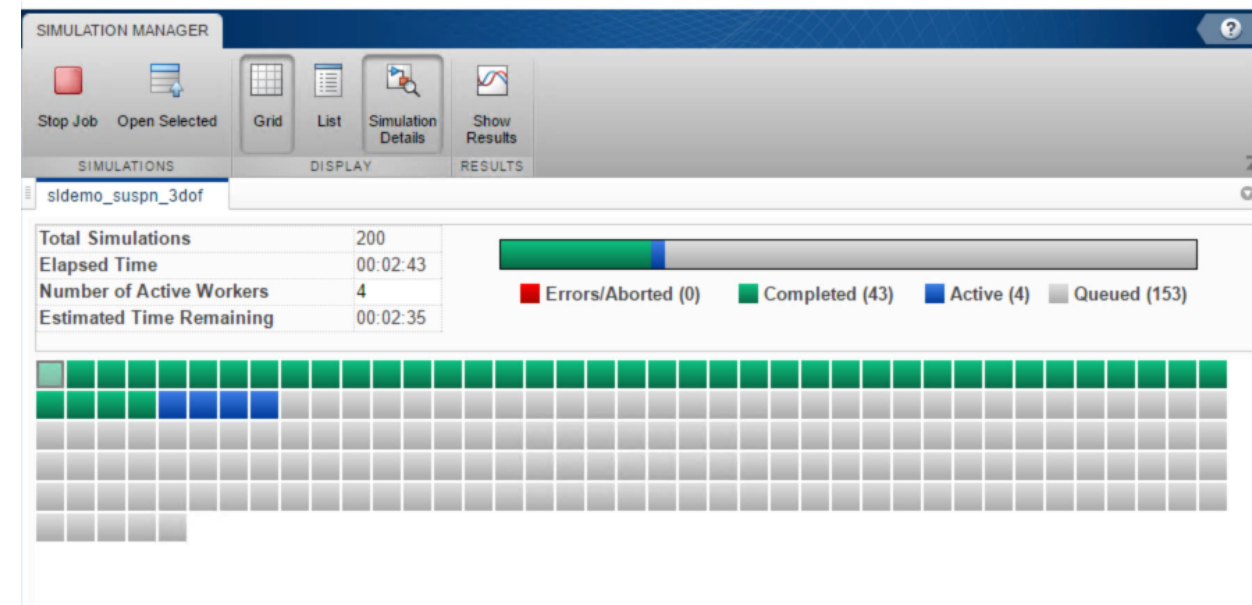 SIMULATION MANAGER
?
Stop Job Open Selected Grid List Simulation Details Show Results
SIMULATIONS DISPLAY RESULTS
sldemo_suspn_3dof
Total Simulations 200
Elapsed Time 00:02:43
Number of Active Workers 4
Estimated Time Remaining 00:02:35
Errors/Aborted (0) Completed (43) Active (4) Queued (153)